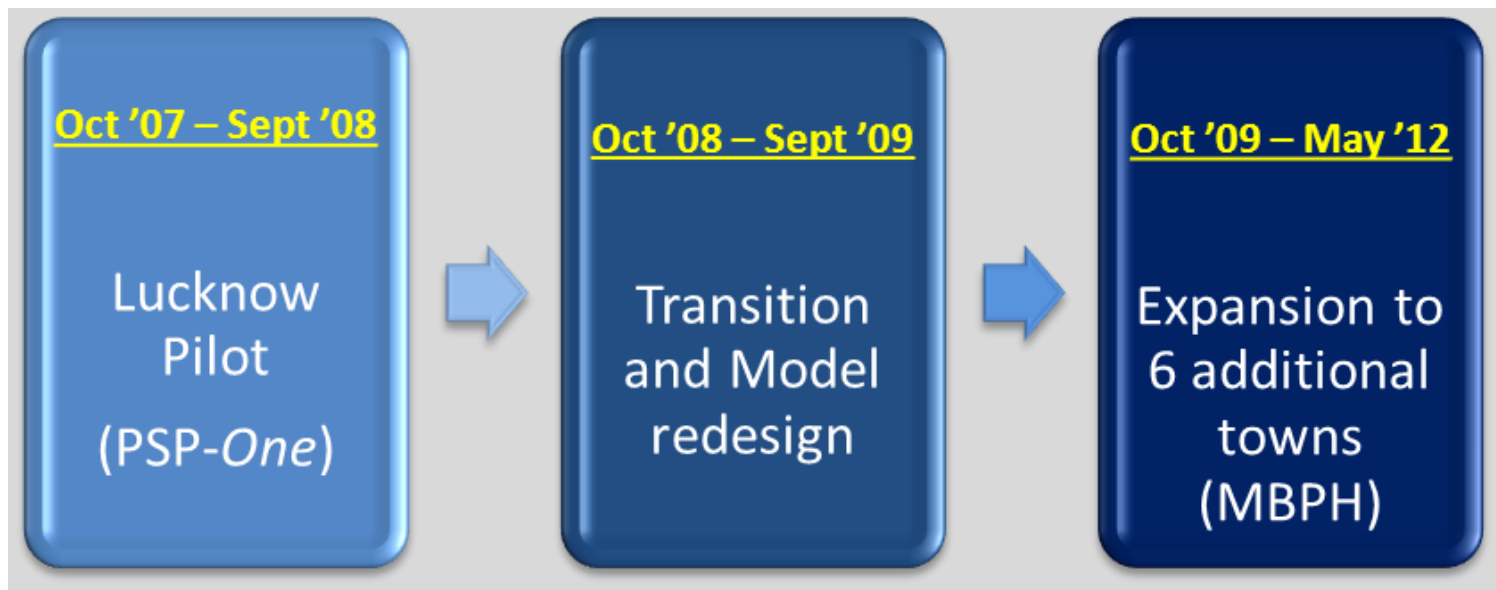 Oct ’07 – Sept ’08
Lucknow
Pilot
(PSP-One)
Oct ’08 – Sept ’09
Transition
and Model
redesign
Oct ’09 – May ’12
Expansion to
6 additional
towns
(MBPH)